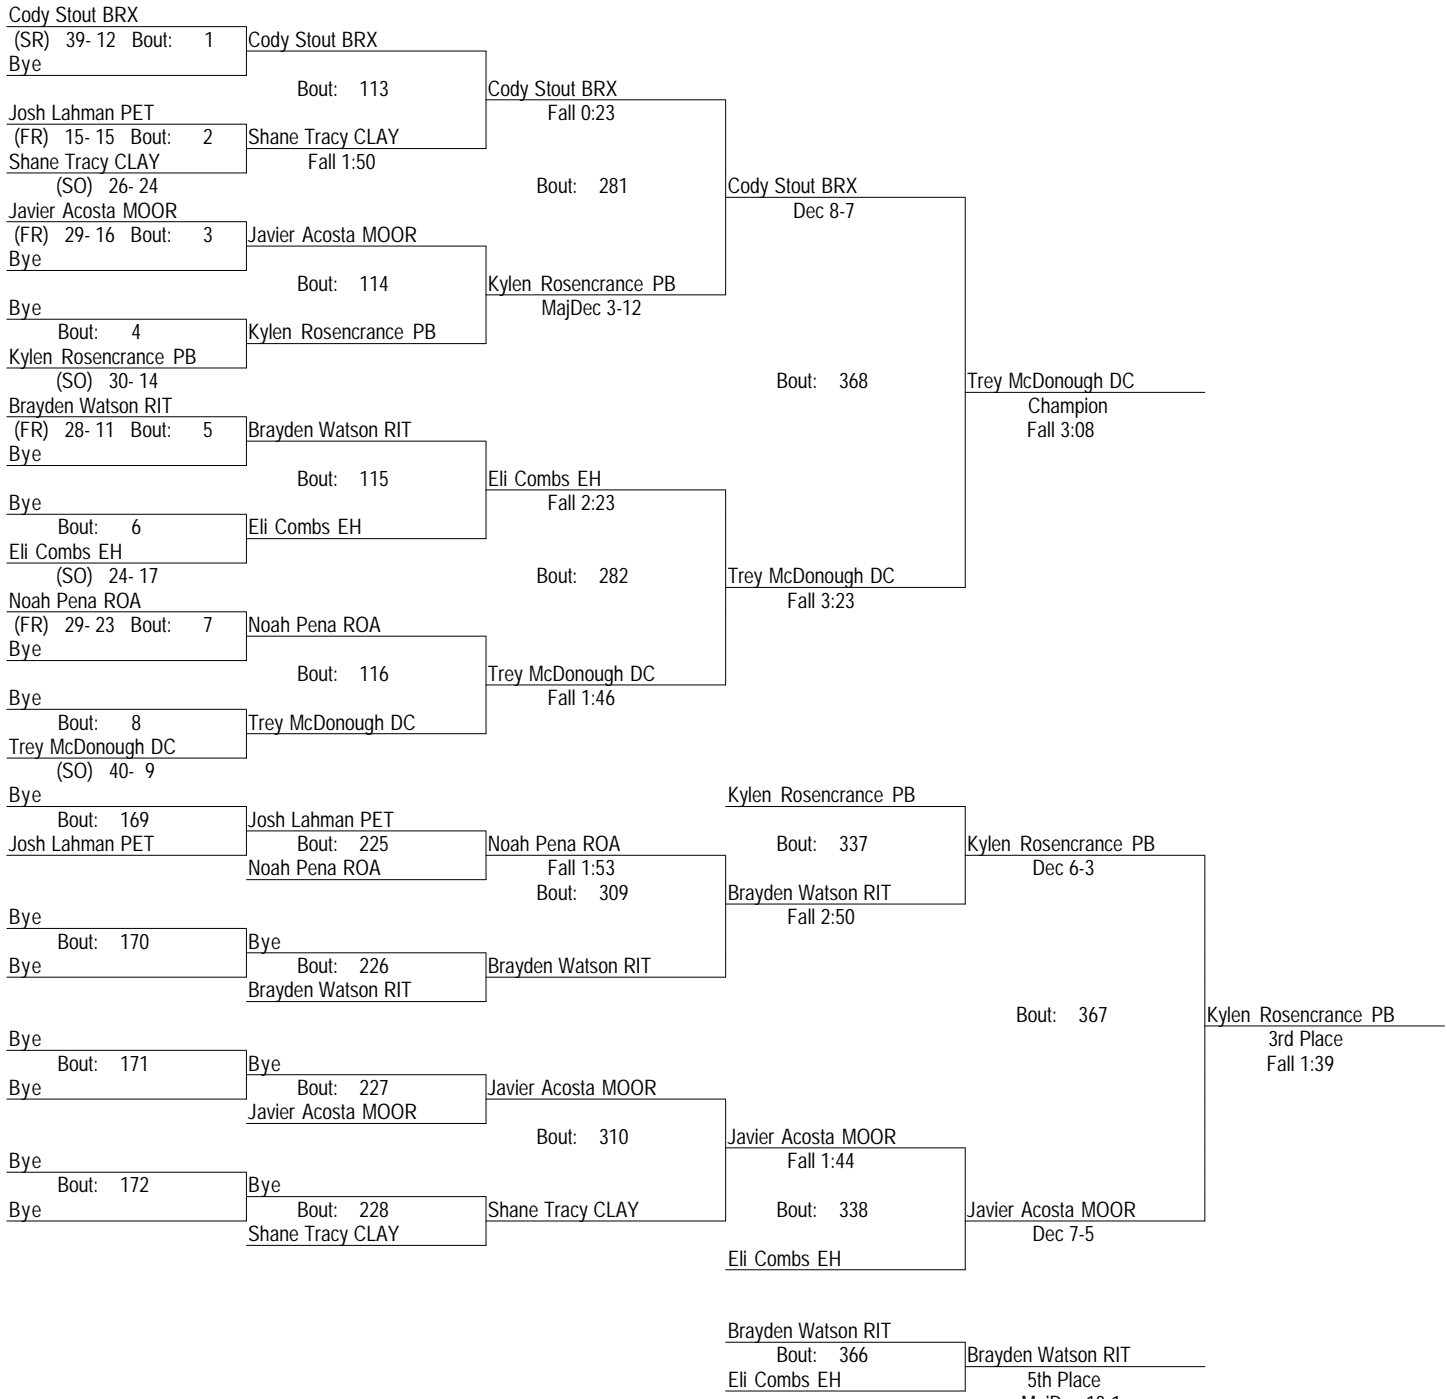 Cody Stout BRX
(SR) 39- 12 Bout: 1 Cody Stout BRX
Bye
Bout: 113 Cody Stout BRX
Josh Lahman PET Fall 0:23
(FR) 15- 15 Bout: 2 Shane Tracy CLAY
Shane Tracy CLAY Fall 1:50
(SO) 26- 24 Bout: 281 Cody Stout BRX
Javier Acosta MOOR Dec 8-7
(FR) 29- 16 Bout: 3 Javier Acosta MOOR
Bye
Bout: 114 Kylen Rosencrance PB
Bye MajDec 3-12
Bout: 4 Kylen Rosencrance PB
Kylen Rosencrance PB
(SO) 30- 14 Bout: 368 Trey McDonough DC
Brayden Watson RIT Champion
(FR) 28- 11 Bout: 5 Brayden Watson RIT Fall 3:08
Bye
Bout: 115 Eli Combs EH
Bye Fall 2:23
Bout: 6 Eli Combs EH
Eli Combs EH
(SO) 24- 17 Bout: 282 Trey McDonough DC
Noah Pena ROA Fall 3:23
(FR) 29- 23 Bout: 7 Noah Pena ROA
Bye
Bout: 116 Trey McDonough DC
Bye Fall 1:46
Bout: 8 Trey McDonough DC
Trey McDonough DC
(SO) 40- 9
Bye Kylen Rosencrance PB
Bout: 169 Josh Lahman PET
Josh Lahman PET Bout: 225 Noah Pena ROA Bout: 337 Kylen Rosencrance PB
Noah Pena ROA Fall 1:53 Dec 6-3
Bout: 309 Brayden Watson RIT
Bye Fall 2:50
Bout: 170 Bye
Bye Bout: 226 Brayden Watson RIT
Brayden Watson RIT
Bout: 367 Kylen Rosencrance PB
Bye 3rd Place
Bout: 171 Bye Fall 1:39
Bye Bout: 227 Javier Acosta MOOR
Javier Acosta MOOR
Bout: 310 Javier Acosta MOOR
Bye Fall 1:44
Bout: 172 Bye
Bye Bout: 228 Shane Tracy CLAY Bout: 338 Javier Acosta MOOR
Shane Tracy CLAY Dec 7-5
Eli Combs EH
Brayden Watson RIT
Bout: 366 Brayden Watson RIT
Eli Combs EH 5th Place